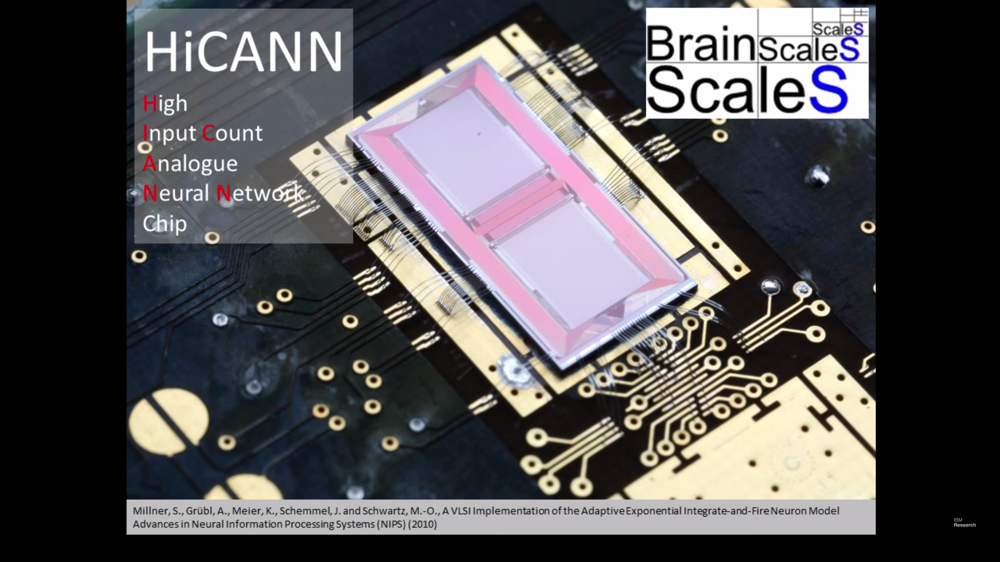 HiCANN
High
Input Count
Analogue
Neural Network
Chip
ScaleS
BrainScaleS
ScaleS
Millner, S., Grübl, A., Meier, K., Schemmel, J. and Schwartz, M.-O., A VLSI Implementation of the Adaptive Exponential Integrate-and-Fire Neuron Model
Advances in Neural Information Processing Systems (NIPS) (2010)
IBM
Research